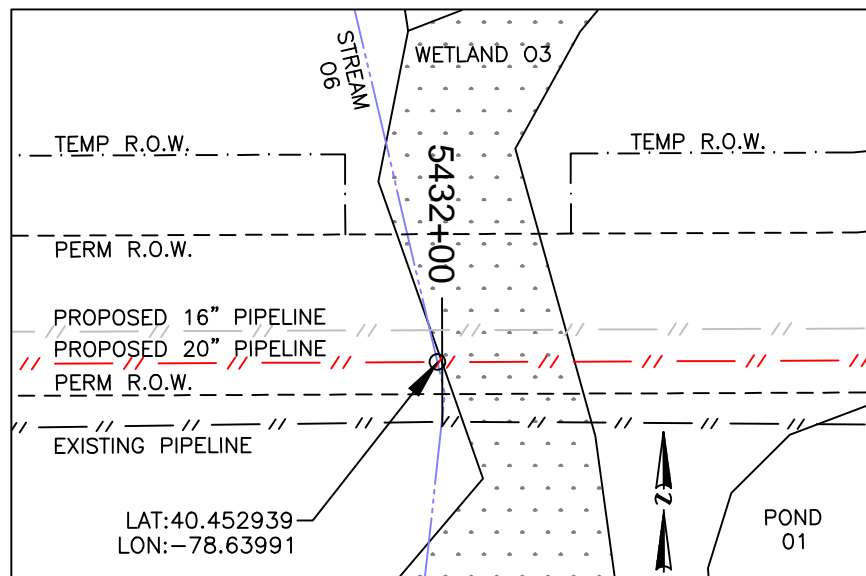 STREAM
06
WETLAND 03
TEMP R.O.W.
TEMP R.O.W.
5432+00
PERM R.O.W.
PROPOSED 16" PIPELINE
PROPOSED 20" PIPELINE
PERM R.O.W.
EXISTING PIPELINE
N
LAT:40.452939
LON:-78.63991
POND
01